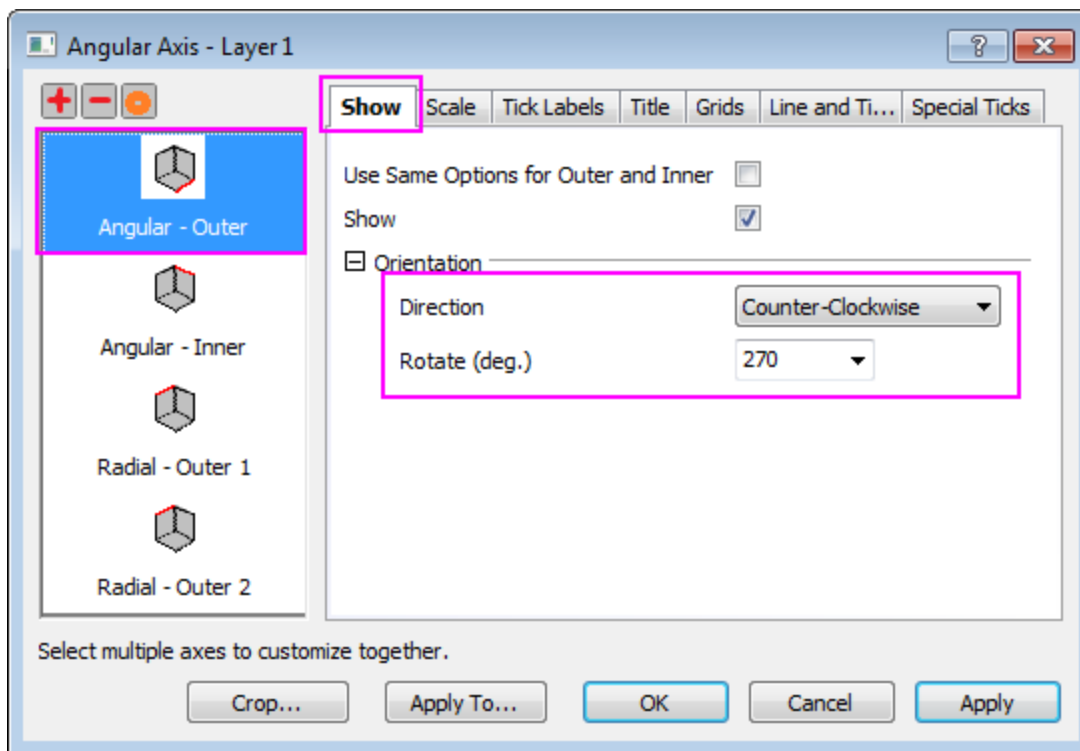 Angular Axis - Layer 1
Show Scale Tick Labels Title Grids Line and Ti... Special Ticks
Angular - Outer
Angular - Inner
Radial - Outer 1
Radial - Outer 2
Use Same Options for Outer and Inner
Show
Orientation
Direction Counter-Clockwise
Rotate (deg.) 270
Select multiple axes to customize together.
Crop... Apply To... OK Cancel Apply